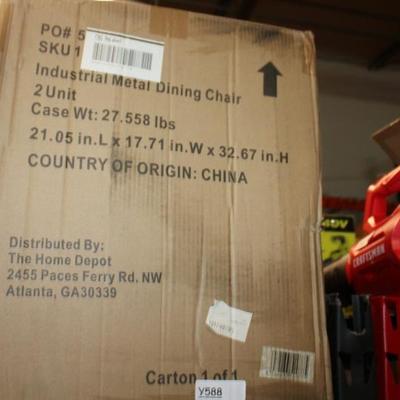 PO# 5
SKU 1
Industrial Metal Dining Chair
2 Unit
Case Wt: 27.558 lbs
21.05 in.L x 17.71 in.W x 32.67 in.H
COUNTRY OF ORIGIN: CHINA
Distributed By:
The Home Depot
2455 Paces Ferry Rd. NW
Atlanta, GA30339
Carton 1 of 1
Y588
40V
CRAFTSMAN